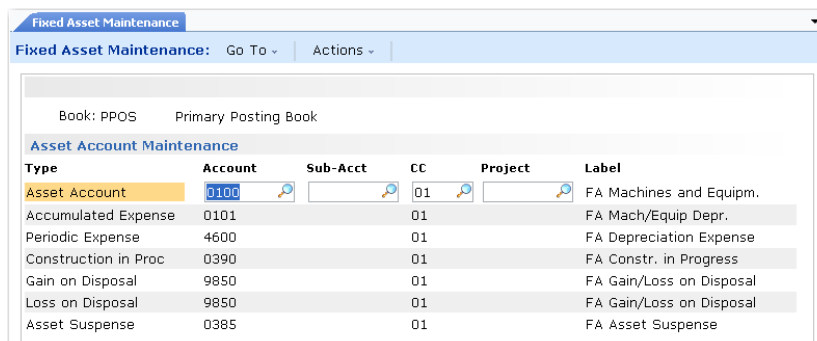 Fixed Asset Maintenance
Fixed Asset Maintenance: Go To Actions
Book: PPOS Primary Posting Book
Asset Account Maintenance
Type Account Sub-Acct CC Project Label
Asset Account 0100 01 FA Machines and Equipm.
Accumulated Expense 0101 01 FA Mach/Equip Depr.
Periodic Expense 4600 01 FA Depreciation Expense
Construction in Proc 0390 01 FA Constr. in Progress
Gain on Disposal 9850 01 FA Gain/Loss on Disposal
Loss on Disposal 9850 01 FA Gain/Loss on Disposal
Asset Suspense 0385 01 FA Asset Suspense